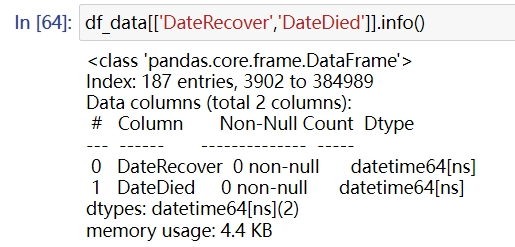 In [64]: df_data[['DateRecover','DateDied']].info()
<class 'pandas.core.frame.DataFrame'>
Index: 187 entries, 3902 to 384989
Data columns (total 2 columns):
 #   Column       Non-Null Count  Dtype
---  ------       --------------  -----
 0   DateRecover  0 non-null      datetime64[ns]
 1   DateDied     0 non-null      datetime64[ns]
dtypes: datetime64[ns](2)
memory usage: 4.4 KB